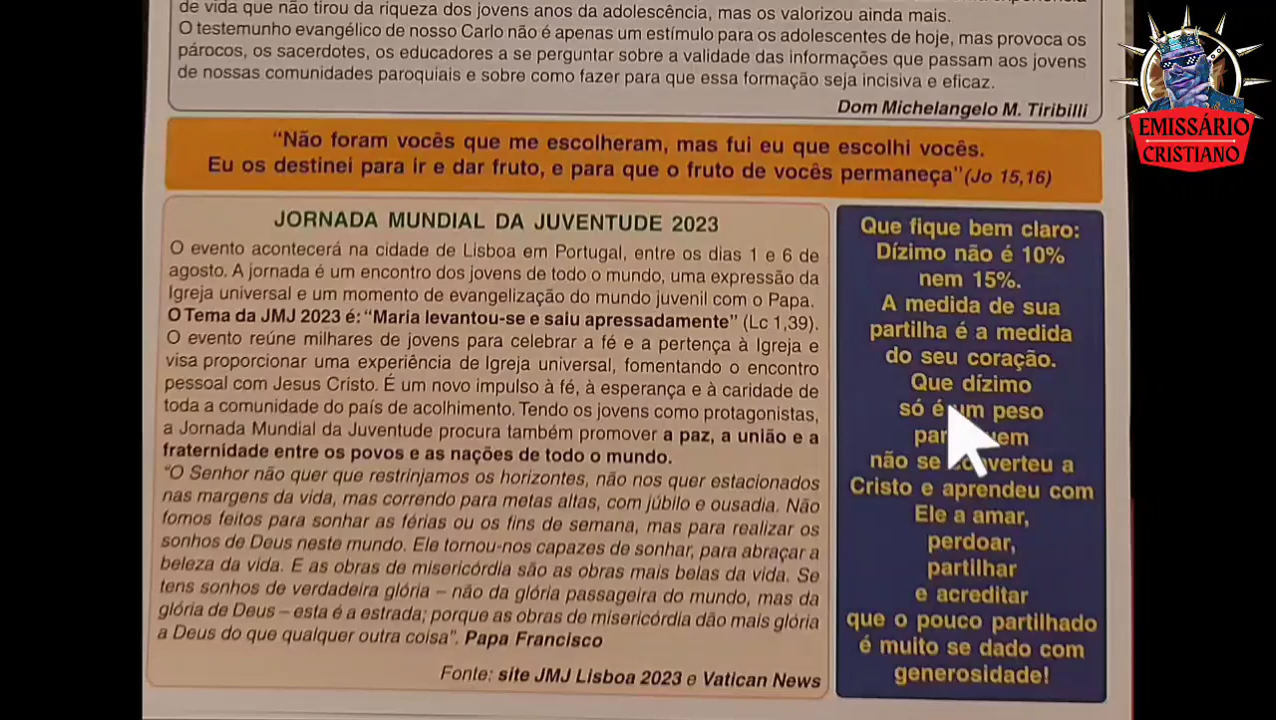 de vida que não tirou da riqueza dos jovens anos da adolescência, mas os valorizou ainda mais.
O testemunho evangélico de nosso Carlo não é apenas um estímulo para os adolescentes de hoje, mas provoca os
párocos, os sacerdotes, os educadores a se perguntar sobre a validade das informações que passam aos jovens
de nossas comunidades paroquiais e sobre como fazer para que essa formação seja incisiva e eficaz.
Dom Michelangelo M. Tiribilli
EMISSÁRIO
CRISTIANO
“Não foram vocês que me escolheram, mas fui eu que escolhi vocês.
Eu os destinei para ir e dar fruto, e para que o fruto de vocês permaneça”(Jo 15,16)
JORNADA MUNDIAL DA JUVENTUDE 2023
O evento acontecerá na cidade de Lisboa em Portugal, entre os dias 1 e 6 de
agosto. A jornada é um encontro dos jovens de todo o mundo, uma expressão da
Igreja universal e um momento de evangelização do mundo juvenil com o Papa.
O Tema da JMJ 2023 é: “Maria levantou-se e saiu apressadamente” (Lc 1,39).
O evento reúne milhares de jovens para celebrar a fé e a pertença à Igreja e
visa proporcionar uma experiência de Igreja universal, fomentando o encontro
pessoal com Jesus Cristo. É um novo impulso à fé, à esperança e à caridade de
toda a comunidade do país de acolhimento. Tendo os jovens como protagonistas,
a Jornada Mundial da Juventude procura também promover a paz, a união e a
fraternidade entre os povos e as nações de todo o mundo.
“O Senhor não quer que restrinjamos os horizontes, não nos quer estacionados
nas margens da vida, mas correndo para metas altas, com júbilo e ousadia. Não
fomos feitos para sonhar as férias ou os fins de semana, mas para realizar os
sonhos de Deus neste mundo. Ele tornou-nos capazes de sonhar, para abraçar a
beleza da vida. E as obras de misericórdia são as obras mais belas da vida. Se
tens sonhos de verdadeira glória – não da glória passageira do mundo, mas da
glória de Deus – esta é a estrada; porque as obras de misericórdia dão mais glória
a Deus do que qualquer outra coisa”. Papa Francisco
Fonte: site JMJ Lisboa 2023 e Vatican News
Que fique bem claro:
Dízimo não é 10%
nem 15%.
A medida de sua
partilha é a medida
do seu coração.
Que dízimo
só é um peso
para quem
não se converteu a
Cristo e aprendeu com
Ele a amar,
perdoar,
partilhar
e acreditar
que o pouco partilhado
é muito se dado com
generosidade!